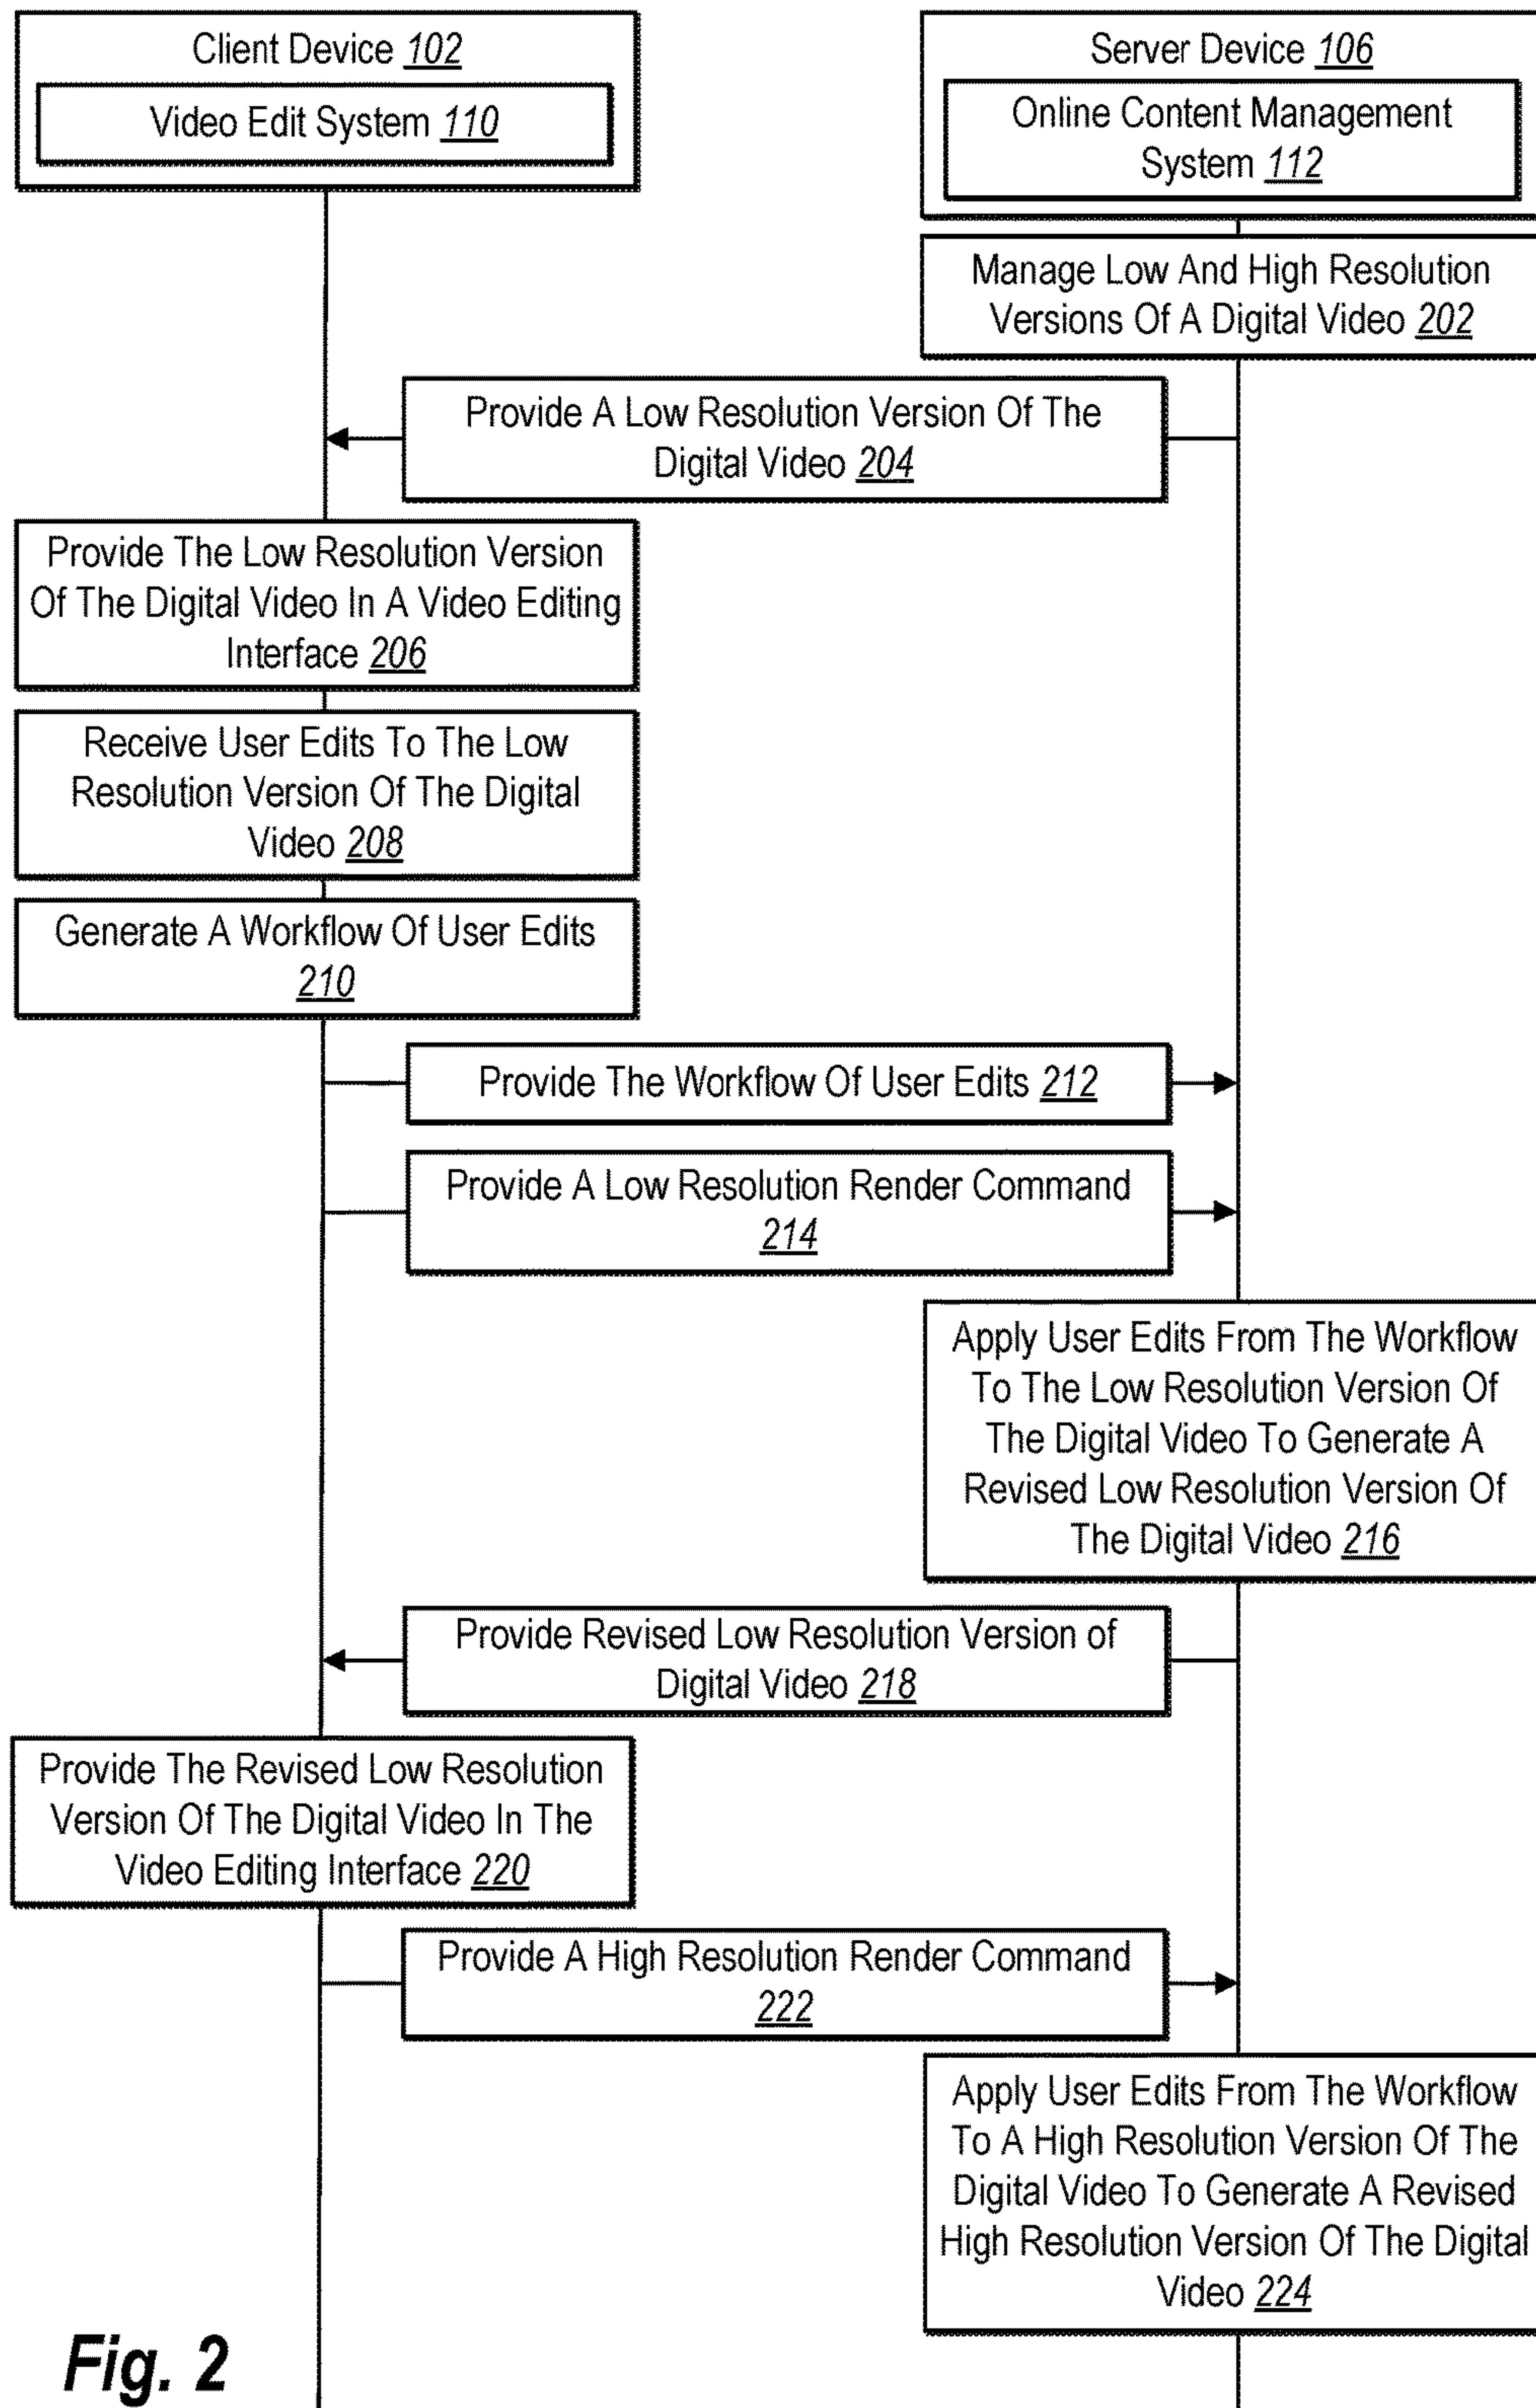 Client Device 102
Video Edit System 110
Server Device 106
Online Content Management
System 112
Manage Low And High Resolution
Versions Of A Digital Video 202
Provide A Low Resolution Version Of The
Digital Video 204
Provide The Low Resolution Version
Of The Digital Video In A Video Editing
Interface 206
Receive User Edits To The Low
Resolution Version Of The Digital
Video 208
Generate A Workflow Of User Edits
210
Provide The Workflow Of User Edits 212
Provide A Low Resolution Render Command
214
Apply User Edits From The Workflow
To The Low Resolution Version Of
The Digital Video To Generate A
Revised Low Resolution Version Of
The Digital Video 216
Provide Revised Low Resolution Version of
Digital Video 218
Provide The Revised Low Resolution
Version Of The Digital Video In The
Video Editing Interface 220
Provide A High Resolution Render Command
222
Apply User Edits From The Workflow
To A High Resolution Version Of The
Digital Video To Generate A Revised
High Resolution Version Of The Digital
Video 224
Fig. 2